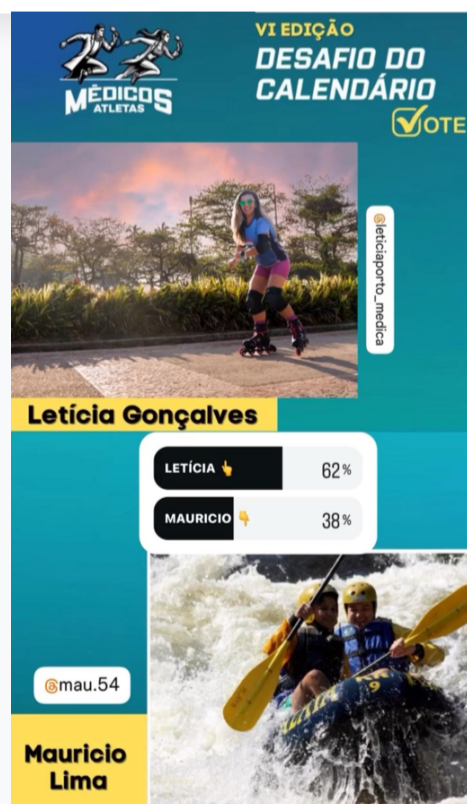 VI EDIÇÃO
DESAFIO DO
CALENDÁRIO
VOTE
MÉDICOS
ATLETAS
@leticiaporto_medica
Letícia Gonçalves
LETÍCIA 👆 62%
MAURICIO 👇 38%
@mau.54
Mauricio
Lima
9